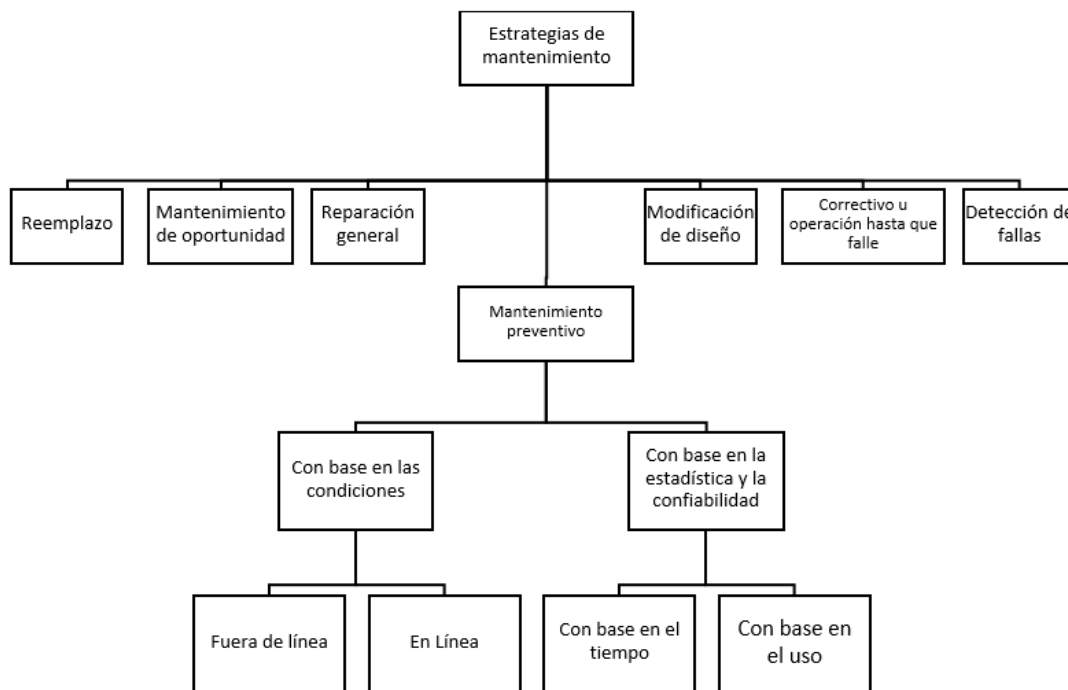 Estrategias de
mantenimiento
Reemplazo
Mantenimiento
de oportunidad
Reparación
general
Modificación
de diseño
Correctivo u
operación hasta que
falle
Detección de
fallas
Mantenimiento
preventivo
Con base en las
condiciones
Con base en la
estadística y la
confiabilidad
Fuera de línea
En Línea
Con base en el
tiempo
Con base en
el uso